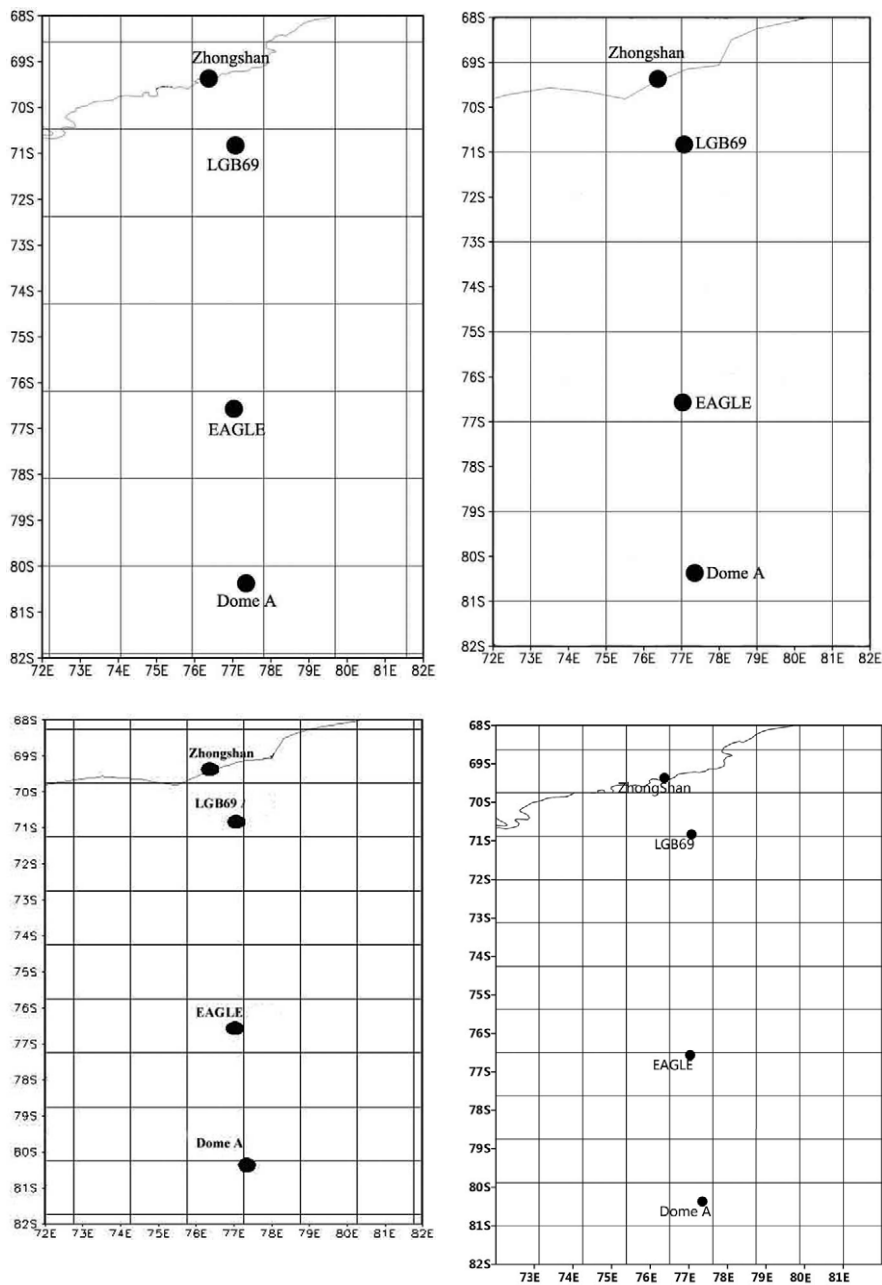 68S
Zhongshan
69S
70S
71S
LGB69
72S
73S
74S
75S
76S
EAGLE
77S
78S
79S
80S
Dome A
81S
82S
72E 73E 74E 75E 76E 77E 78E 79E 80E 81E 82E
68S
Zhongshan
69S
70S
71S LGB69
72S
73S
74S
75S
76S
EAGLE
77S
78S
79S
80S
Dome A
81S
82S
72E 73E 74E 75E 76E 77E 78E 79E 80E 81E 82E
68S
Zhongshan
69S
70S
LGB69
71S
72S
73S
74S
75S
76S
EAGLE
77S
78S
79S
Dome A
80S
81S
82S
72E 73E 74E 75E 76E 77E 78E 79E 80E 81E 82E
68S
69S
ZhongShan
70S
71S
LGB69
72S
73S
74S
75S
76S
EAGLE
77S
78S
79S
80S
Dome A
81S
82S
73E 74E 75E 76E 77E 78E 79E 80E 81E